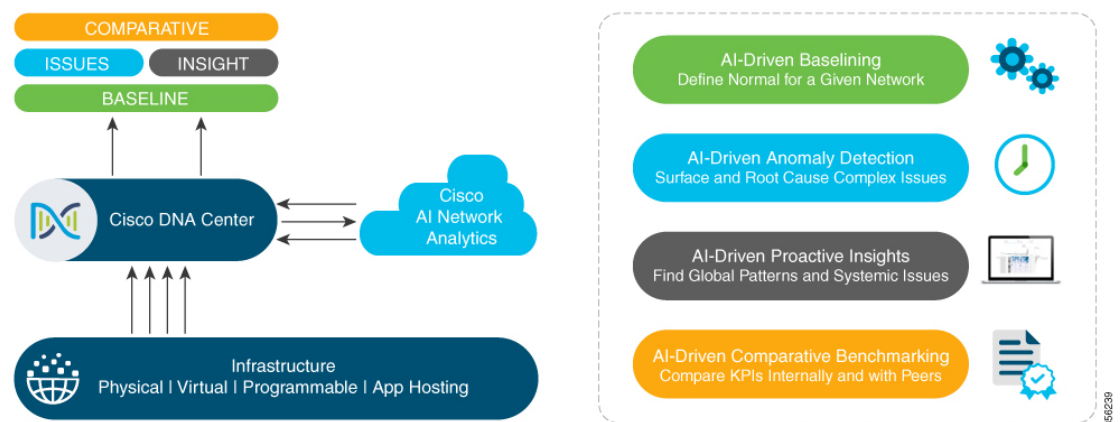 COMPARATIVE
ISSUES
INSIGHT
BASELINE
Cisco DNA Center
Cisco
AI Network
Analytics
Infrastructure
Physical | Virtual | Programmable | App Hosting
AI-Driven Baselining
Define Normal for a Given Network
AI-Driven Anomaly Detection
Surface and Root Cause Complex Issues
AI-Driven Proactive Insights
Find Global Patterns and Systemic Issues
AI-Driven Comparative Benchmarking
Compare KPIs Internally and with Peers